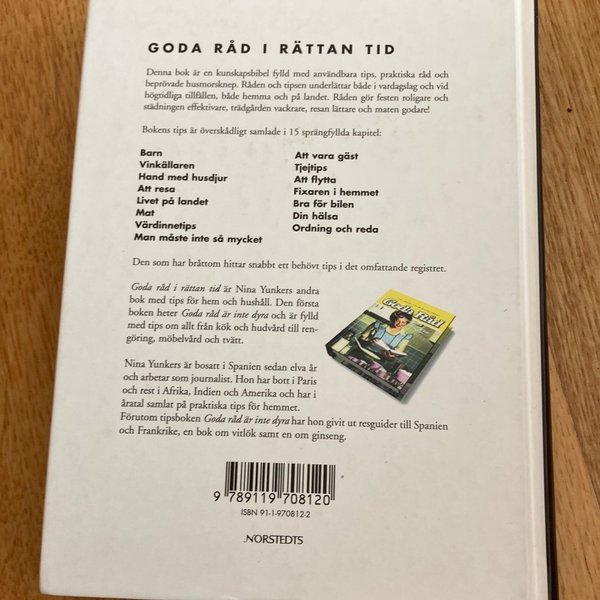 GODA RÅD I RÄTTAN TID
Denna bok är en kunskapsbibel fylld med användbara tips, praktiska råd och
beprövade husmorsknep. Råden och tipsen underlättar både i vardagslag och vid
högtidliga tillfällen, både hemma och på landet. Råden gör festen roligare och
städningen effektivare, trädgården vackrare, resan lättare och maten godare!
Bokens tips är överskådligt samlade i 15 sprängfyllda kapitel:
Barn
Vinkällaren
Hand med husdjur
Att resa
Livet på landet
Mat
Värdinnetips
Man måste inte så mycket
Att vara gäst
Tjejtips
Att flytta
Fixaren i hemmet
Bra för bilen
Din hälsa
Ordning och reda
Den som har bråttom hittar snabbt ett behövt tips i det omfattande registret.
Goda råd i rättan tid är Nina Yunkers andra
bok med tips för hem och hushåll. Den första
boken heter Goda råd är inte dyra och är fylld
med tips om allt från kök och hudvård till ren-
göring, möbelvård och tvätt.
Goda Råd
Nina Yunkers är bosatt i Spanien sedan elva år
och arbetar som journalist. Hon har bott i Paris
och rest i Afrika, Indien och Amerika och har i
åratal samlat på praktiska tips för hemmet.
Förutom tipsboken Goda råd är inte dyra har hon givit ut resguider till Spanien
och Frankrike, en bok om vitlök samt en om ginseng.
9 789119 708120
ISBN 91-1-970812-2
NORSTEDTS